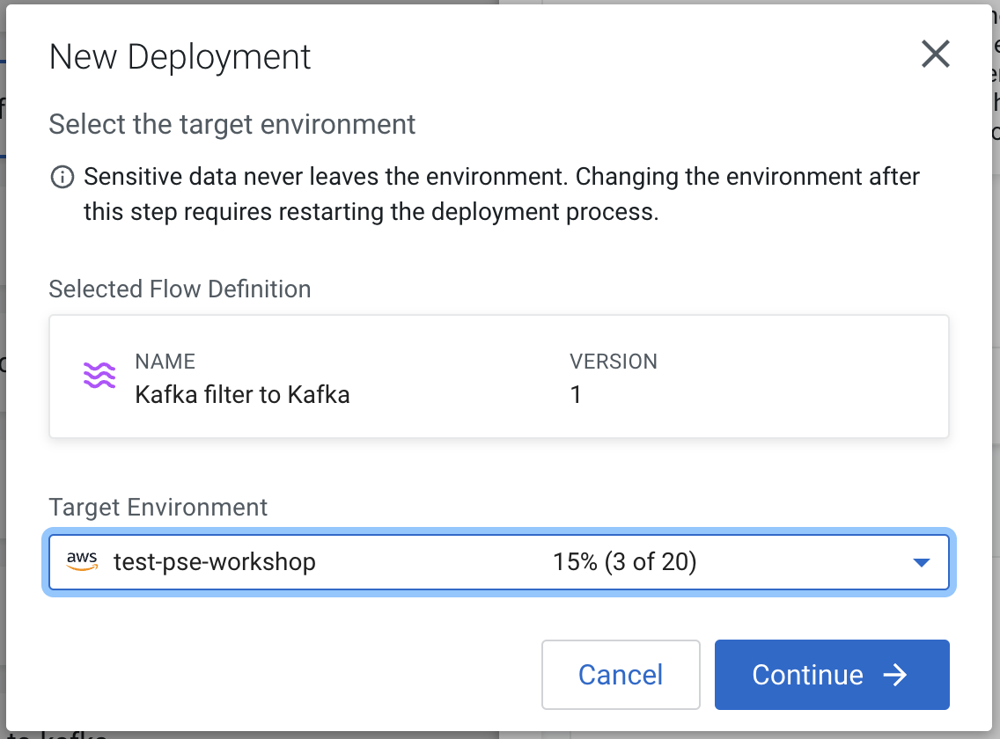 New Deployment
Select the target environment
Sensitive data never leaves the environment. Changing the environment after
this step requires restarting the deployment process.
Selected Flow Definition
NAME VERSION
Kafka filter to Kafka 1
Target Environment
aws test-pse-workshop 15% (3 of 20)
Cancel Continue